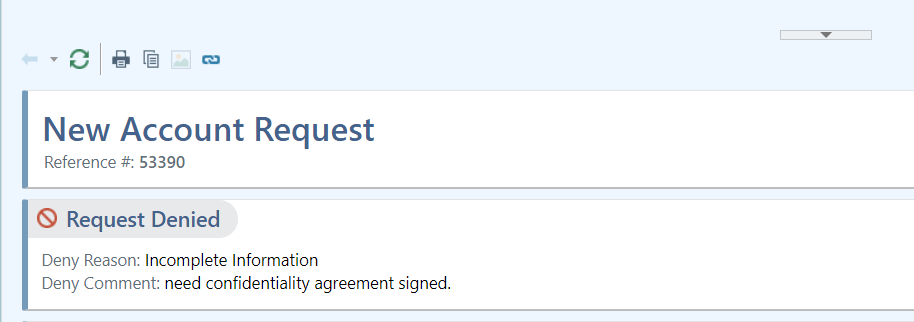 New Account Request
Reference #: 53390
Request Denied
Deny Reason: Incomplete Information
Deny Comment: need confidentiality agreement signed.